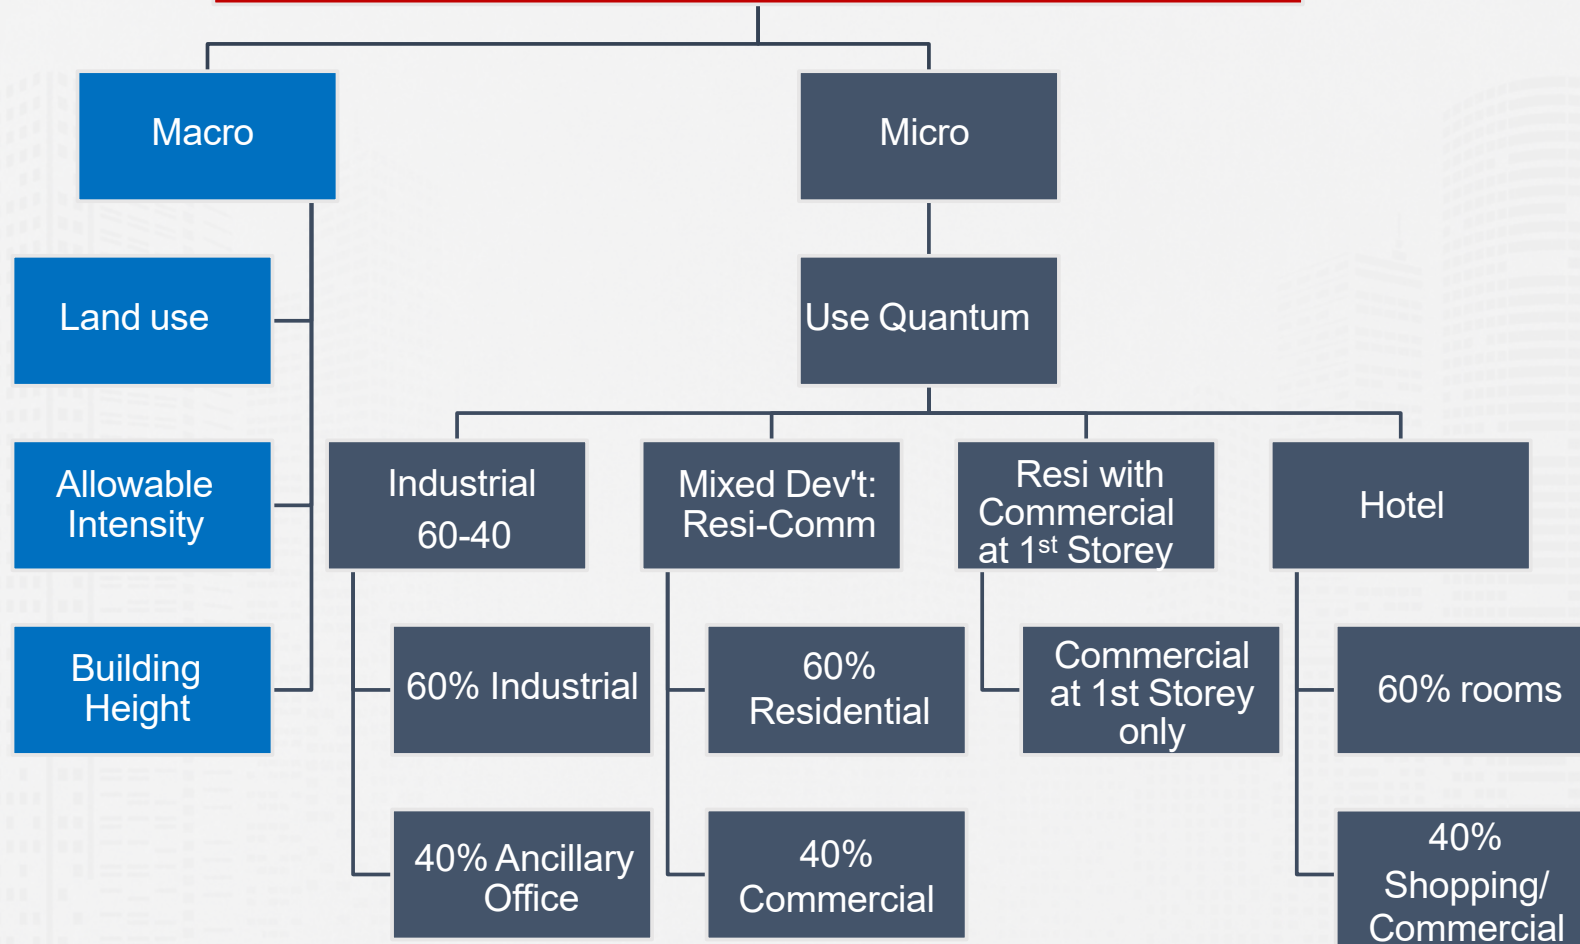 Macro
Micro
Land use
Use Quantum
Allowable
Intensity
Industrial
60-40
Mixed Dev't:
Resi-Comm
Resi with
Commercial
at 1st Storey
Hotel
Building
Height
60% Industrial
60%
Residential
Commercial
at 1st Storey
only
60% rooms
40% Ancillary
Office
40%
Commercial
40%
Shopping/
Commercial